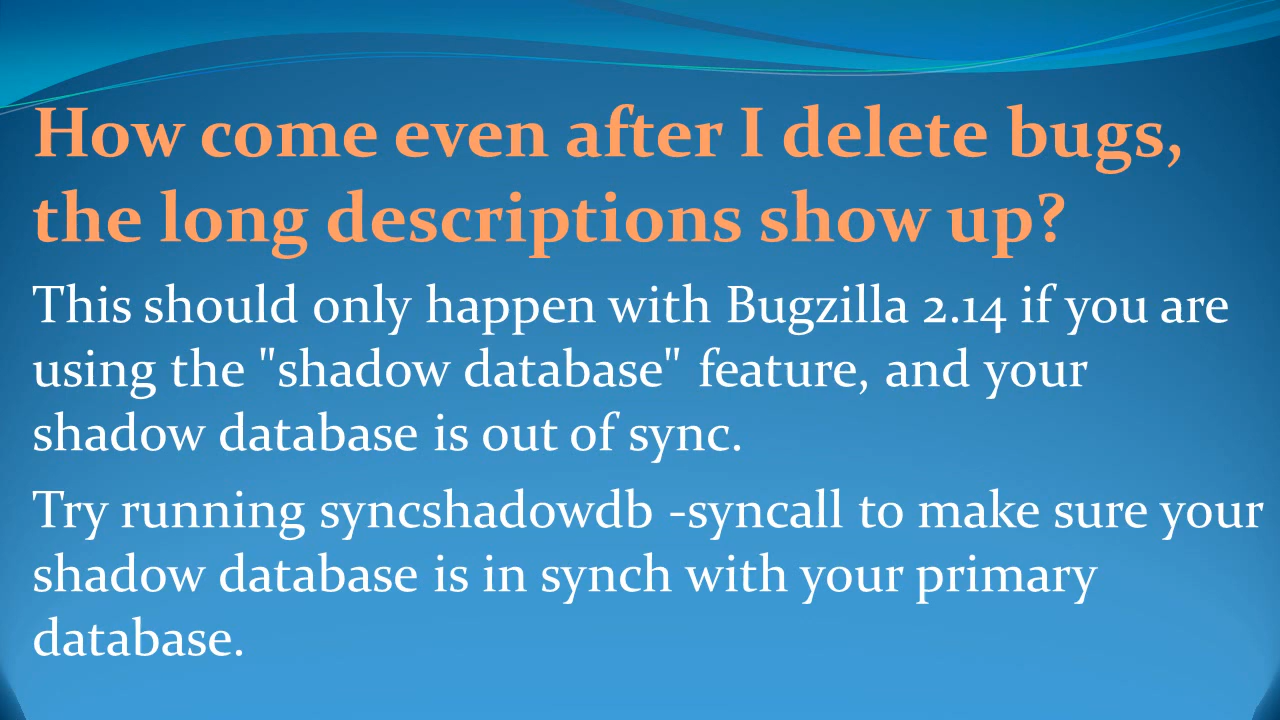 How come even after I delete bugs,
the long descriptions show up?
This should only happen with Bugzilla 2.14 if you are
using the "shadow database" feature, and your
shadow database is out of sync.
Try running syncshadowdb -syncall to make sure your
shadow database is in synch with your primary
database.